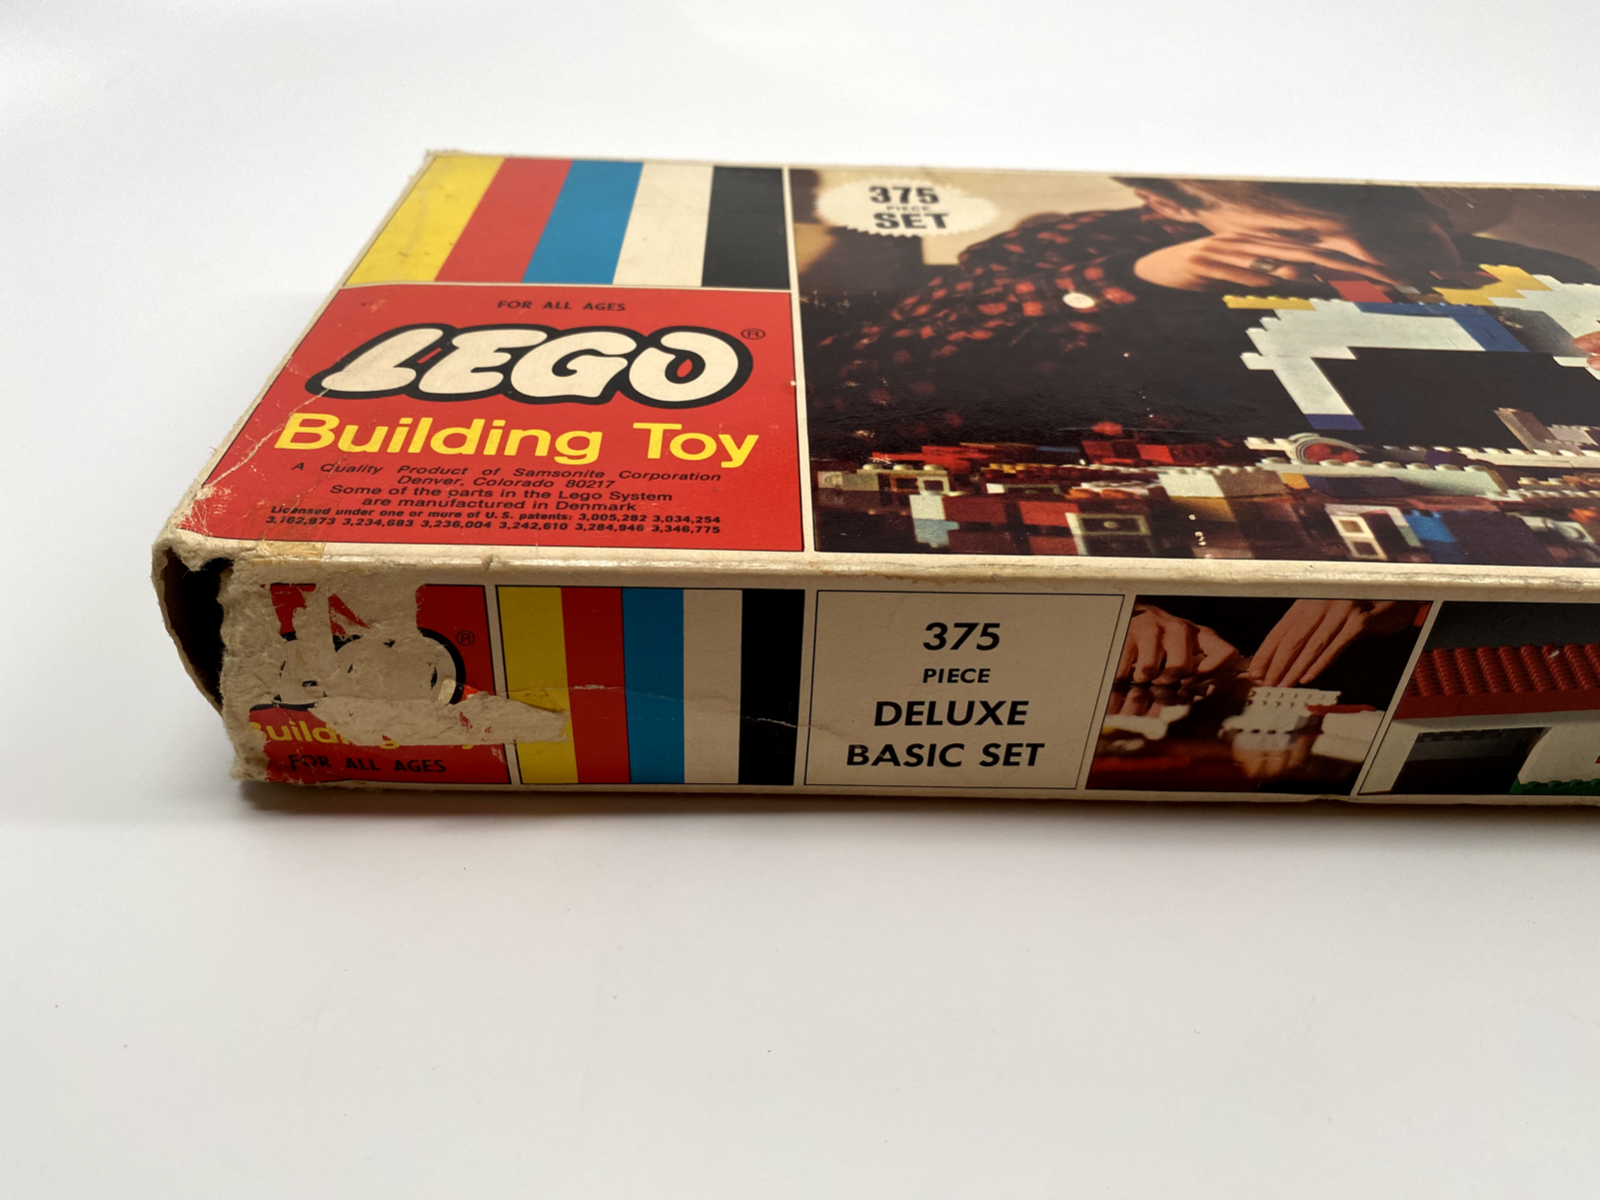 375
PIECE
SET
FOR ALL AGES
LEGO®
Building Toy
A Quality Product of Samsonite Corporation
Denver, Colorado 80217
Some of the parts in the Lego System
are manufactured in Denmark
Licensed under one or more of U. S. patents: 3,005,282 3,034,254
3,162,973 3,234,683 3,236,004 3,242,610 3,284,946 3,346,775
®
FOR ALL AGES
375
PIECE
DELUXE
BASIC SET